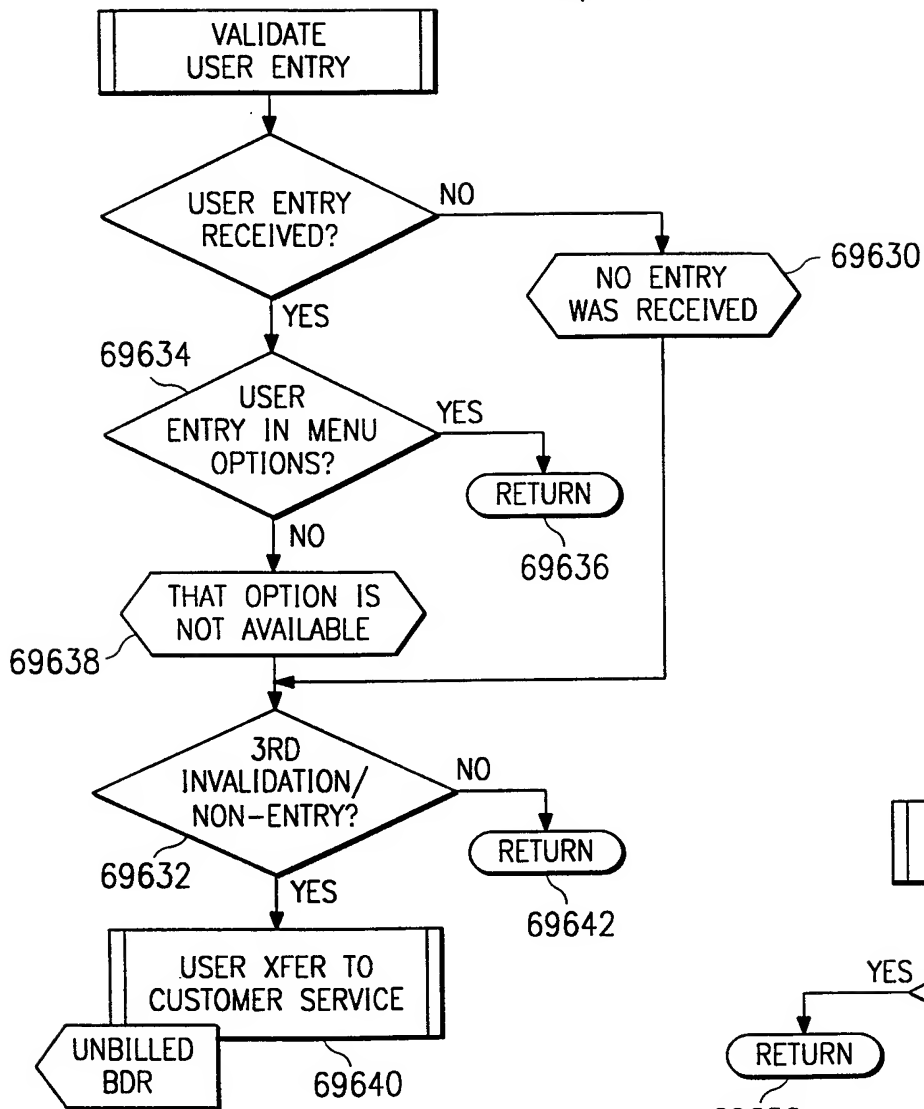 VALIDATE
USER ENTRY
USER ENTRY
RECEIVED?
NO
69630
NO ENTRY
WAS RECEIVED
YES
69634
USER
ENTRY IN MENU
OPTIONS?
YES
RETURN
69636
NO
THAT OPTION IS
NOT AVAILABLE
69638
3RD
INVALIDATION/
NON-ENTRY?
NO
69632
RETURN
69642
YES
USER XFER TO
CUSTOMER SERVICE
UNBILLED
BDR
69640
YES
RETURN